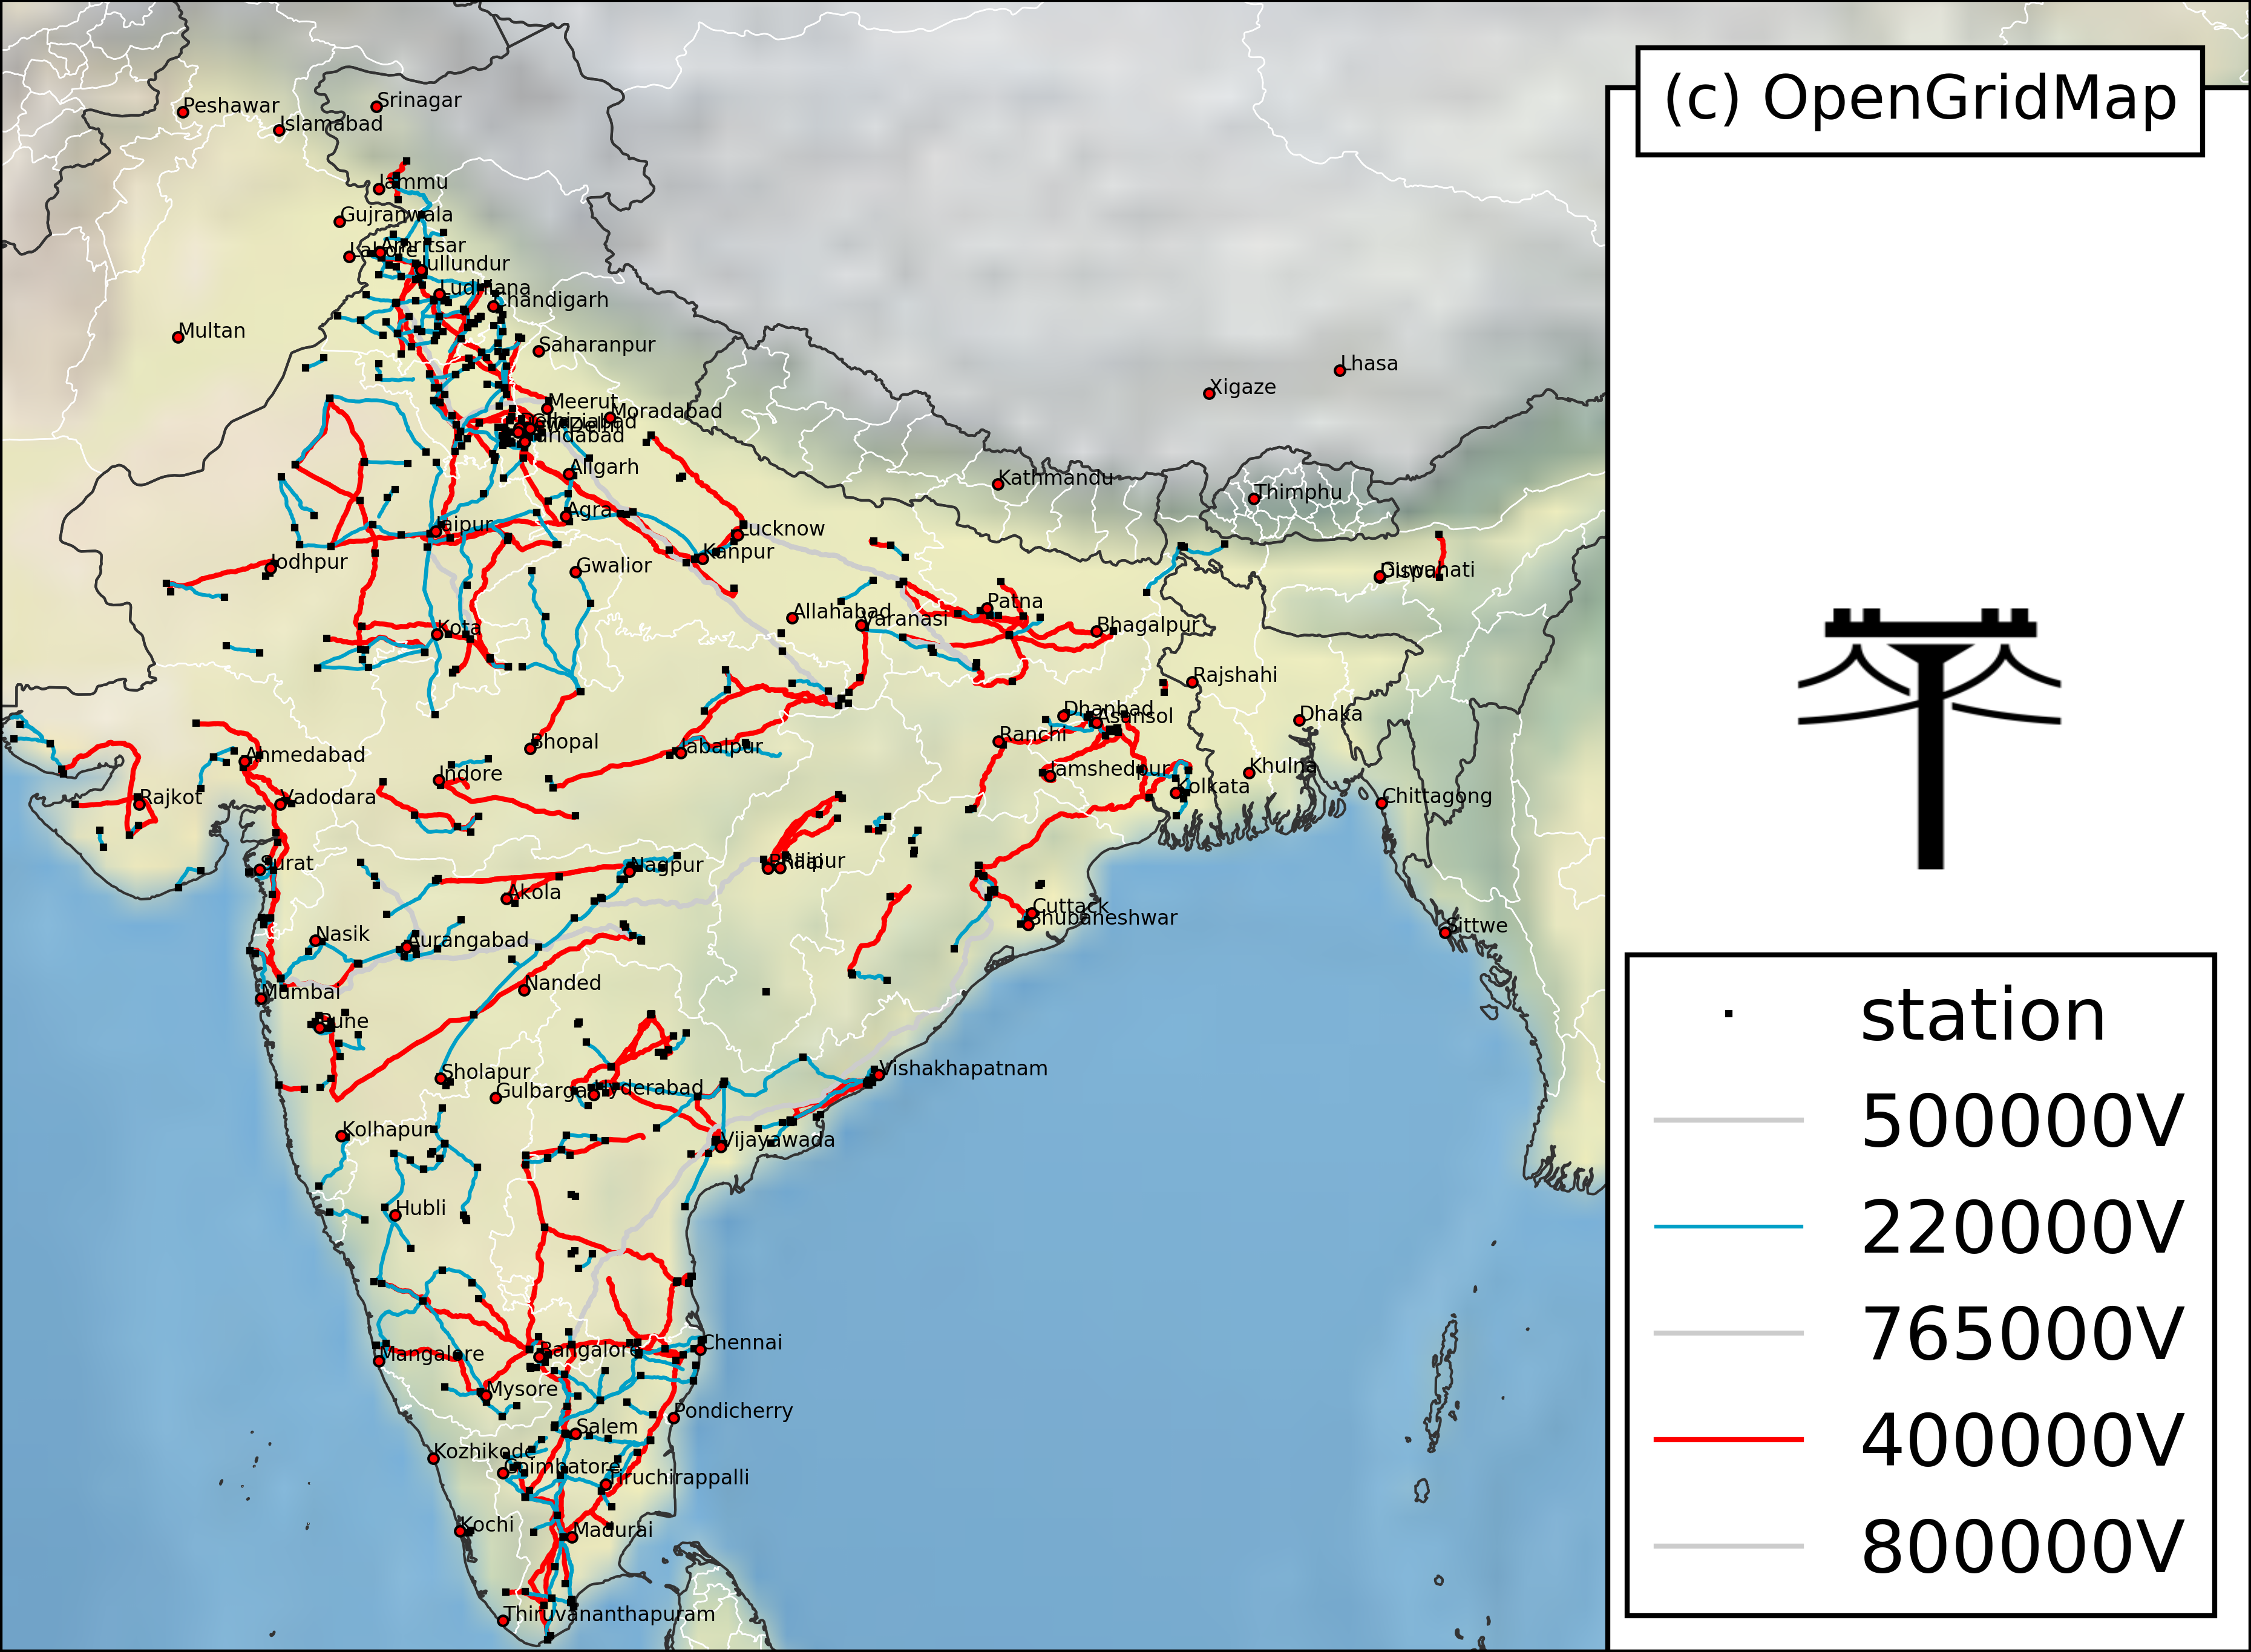 (c) OpenGridMap
Peshawar
Srinagar
Islamabad
Jammu
Gujranwala
Lahore
Amritsar
Jullundur
Ludhiana
Chandigarh
Multan
Saharanpur
Lhasa
Xigaze
Meerut
Moradabad
Ghaziabad
Faridabad
Aligarh
Kathmandu
Thimphu
Agra
Jaipur
Lucknow
Kanpur
Jodhpur
Gwalior
Guwahati
Dispur
Patna
Allahabad
Varanasi
Bhagalpur
Kota
Rajshahi
Dhanbad
Asansol
Dhaka
Ranchi
Bhopal
Jabalpur
Ahmedabad
Indore
Jamshedpur
Khulna
Kolkata
Rajkot
Vadodara
Chittagong
Surat
Nagpur
Bhilai
Raipur
Akola
Cuttack
Bhubaneshwar
Sittwe
Nasik
Aurangabad
Nanded
Mumbai
Pune
Sholapur
Vishakhapatnam
Gulbarga
Hyderabad
Kolhapur
Vijayawada
Hubli
Chennai
Mangalore
Bangalore
Mysore
Pondicherry
Salem
Kozhikode
Coimbatore
Tiruchirappalli
Kochi
Madurai
Thiruvananthapuram
station
500000V
220000V
765000V
400000V
800000V